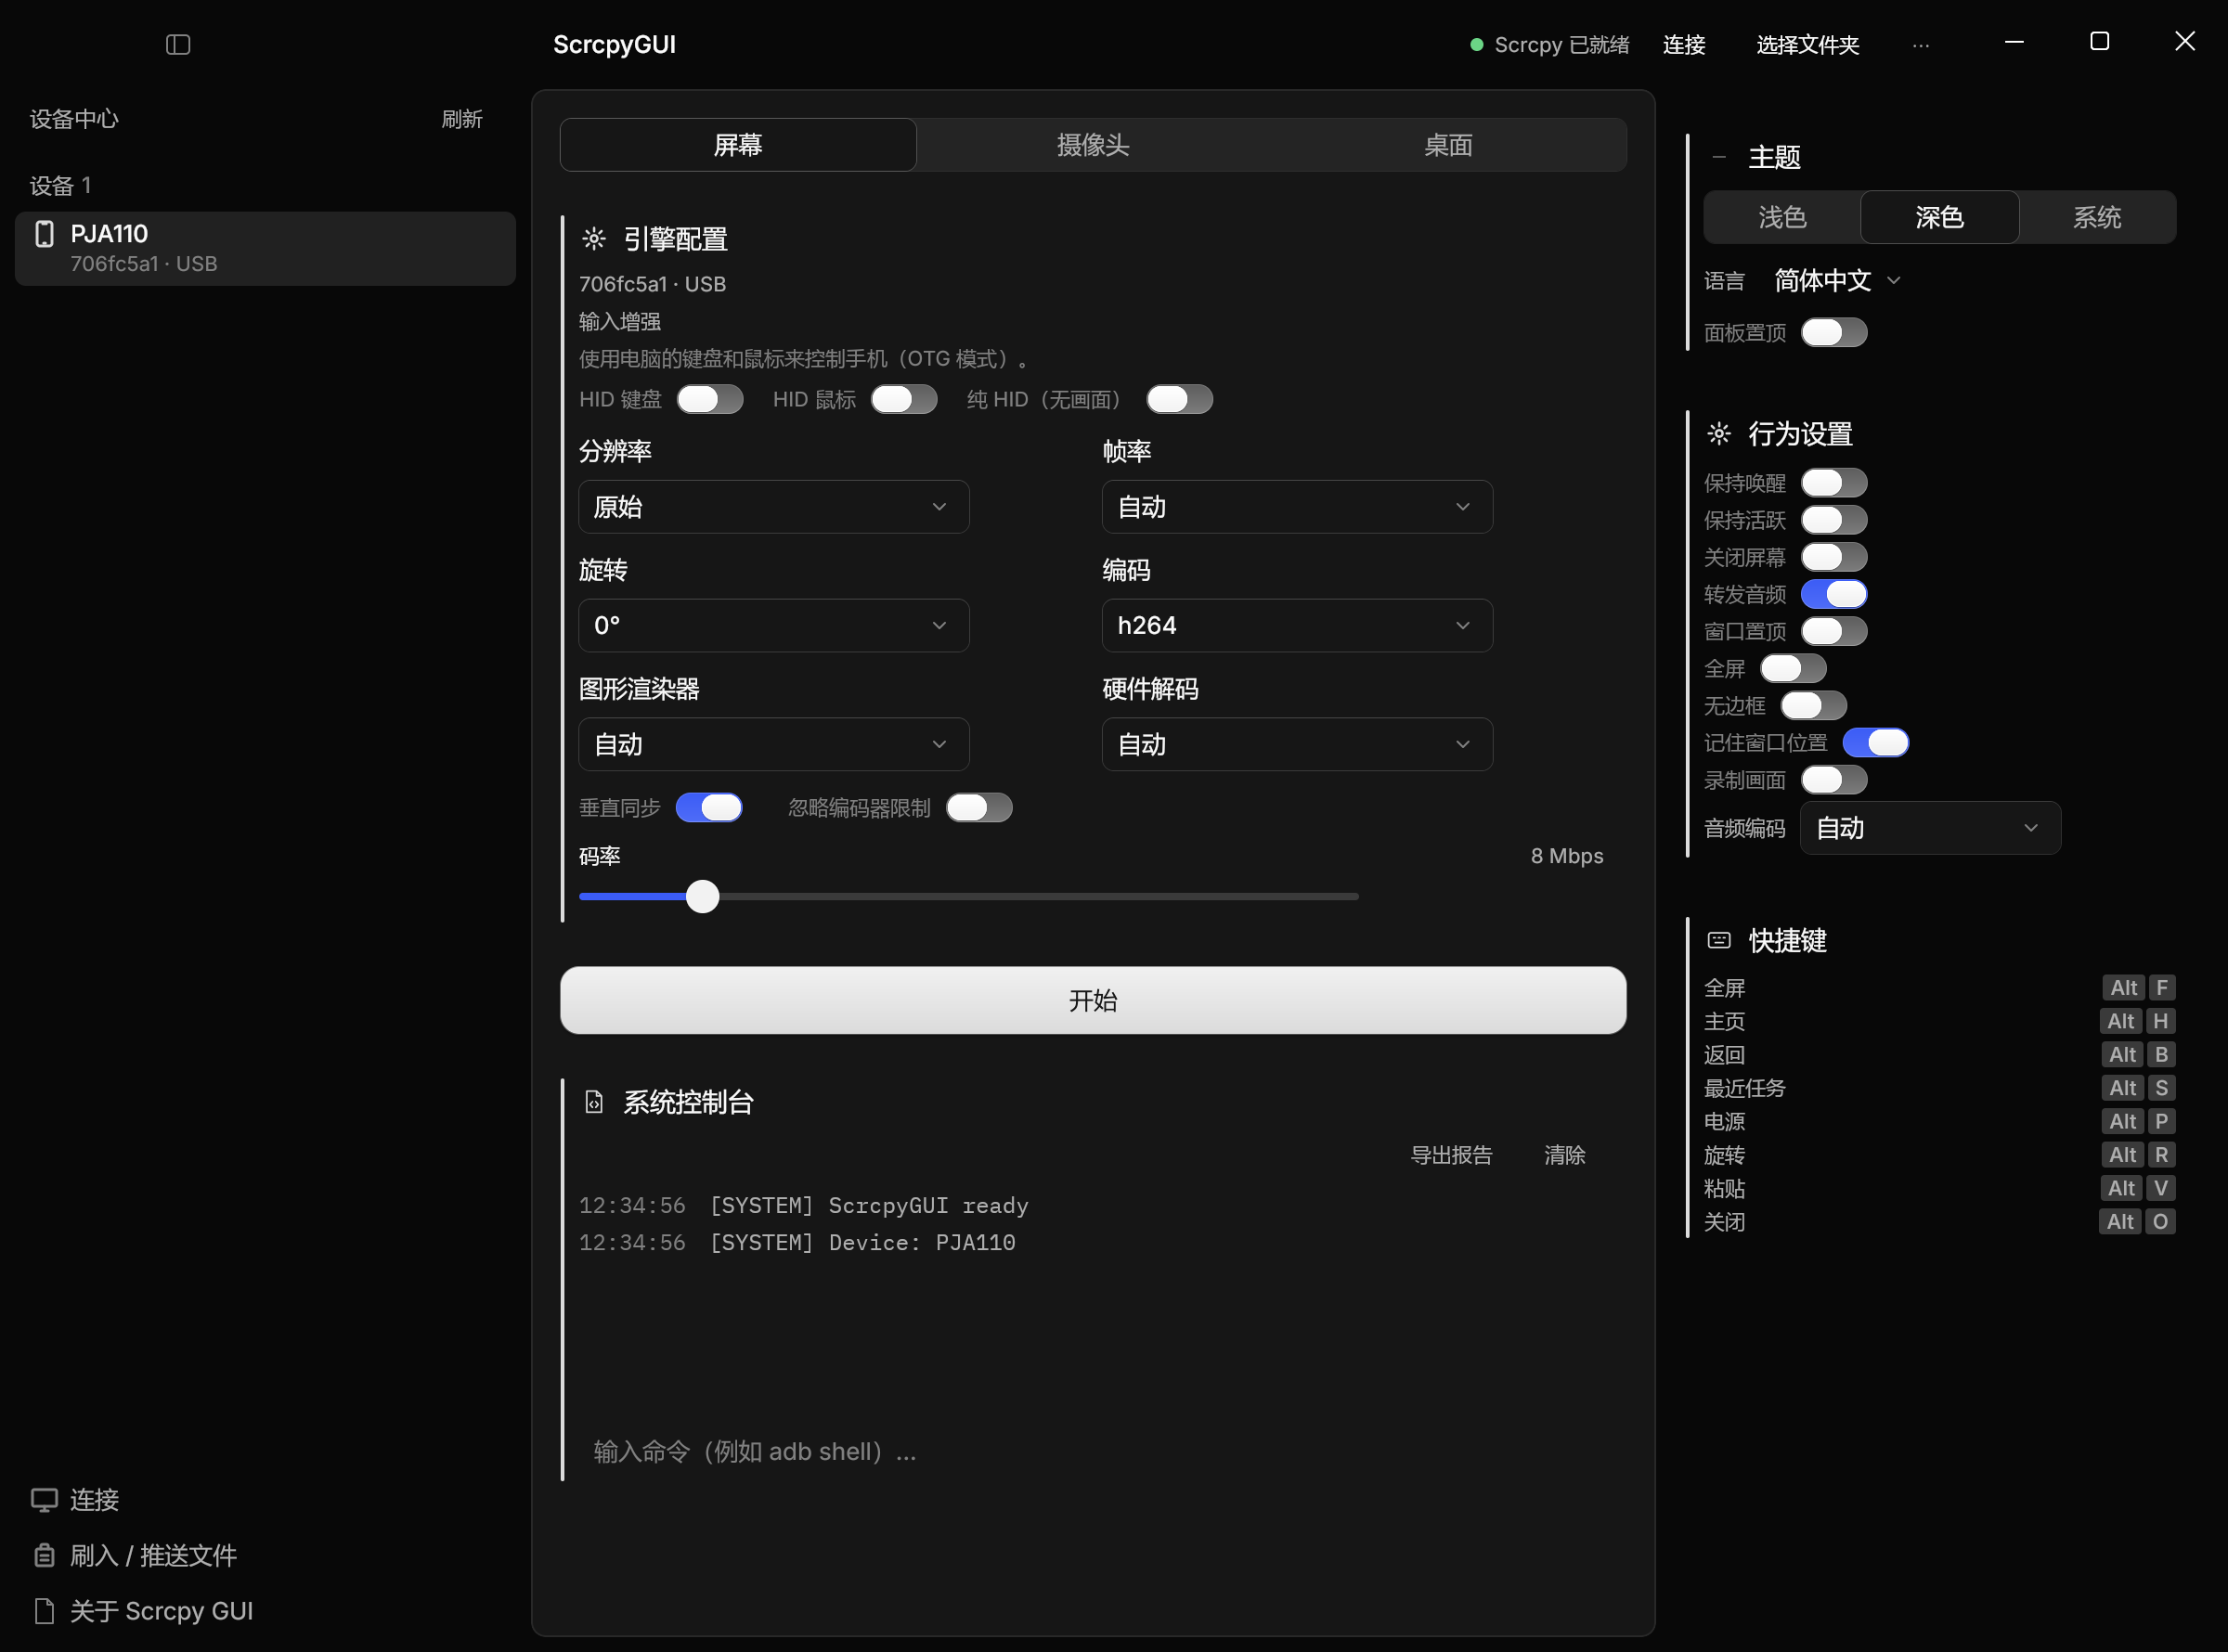 ScrcpyGUI
Scrcpy 已就绪 连接 选择文件夹 ...
设备中心 刷新
设备 1
PJA110
706fc5a1 · USB
连接
刷入 / 推送文件
关于 Scrcpy GUI
屏幕 摄像头 桌面
引擎配置
706fc5a1 · USB
输入增强
使用电脑的键盘和鼠标来控制手机（OTG 模式）。
HID 键盘 HID 鼠标 纯 HID（无画面）
分辨率 帧率
原始 自动
旋转 编码
0° h264
图形渲染器 硬件解码
自动 自动
垂直同步 忽略编码器限制
码率 8 Mbps
开始
系统控制台
导出报告 清除
12:34:56 [SYSTEM] ScrcpyGUI ready
12:34:56 [SYSTEM] Device: PJA110
输入命令（例如 adb shell）...
主题
浅色 深色 系统
语言 简体中文
面板置顶
行为设置
保持唤醒
保持活跃
关闭屏幕
转发音频
窗口置顶
全屏
无边框
记住窗口位置
录制画面
音频编码 自动
快捷键
全屏 Alt F
主页 Alt H
返回 Alt B
最近任务 Alt S
电源 Alt P
旋转 Alt R
粘贴 Alt V
关闭 Alt O